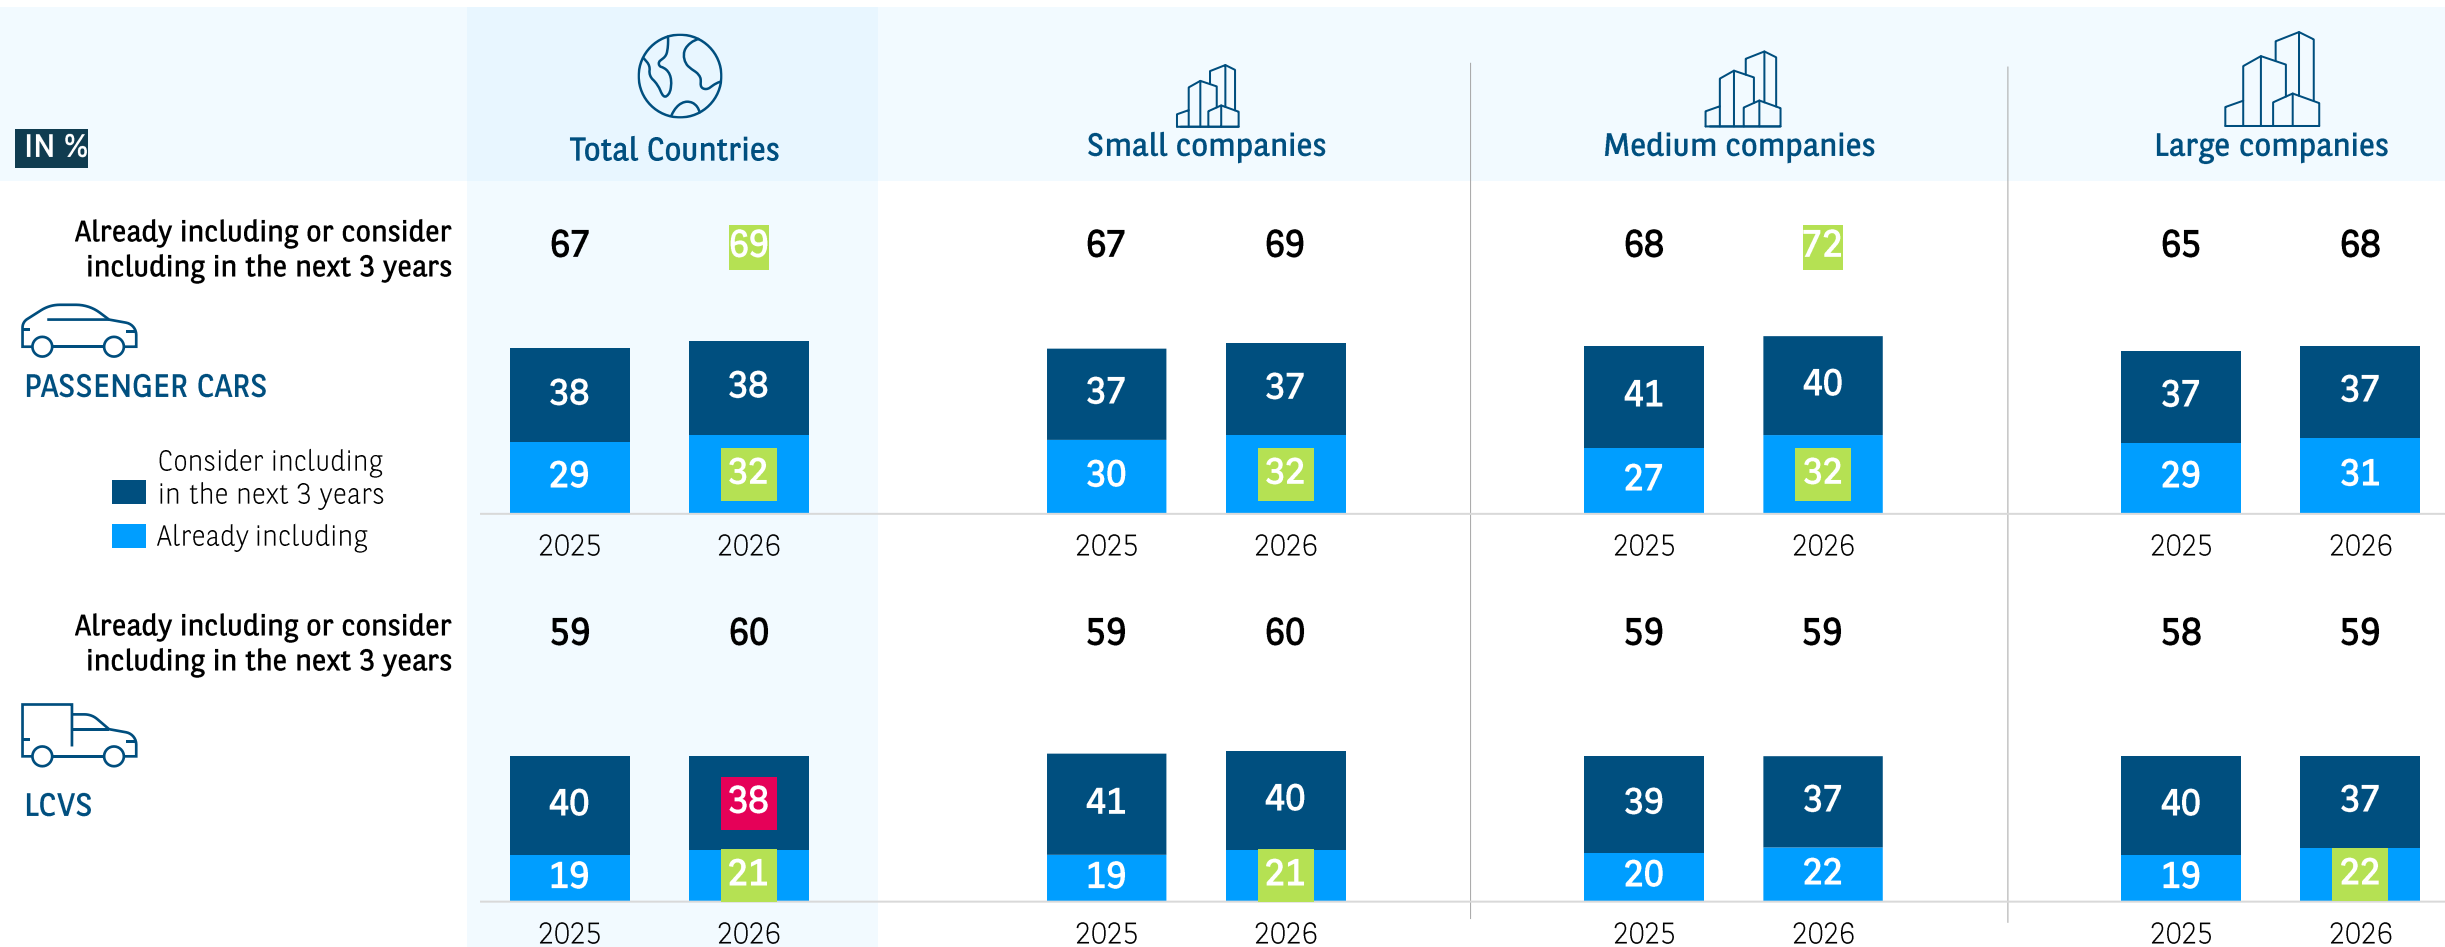 IN %
Total Countries
Small companies
Medium companies
Large companies
Already including or consider
including in the next 3 years
67 69 67 69 68 72 65 68
PASSENGER CARS
38 38 37 37 41 40 37 37
Consider including
in the next 3 years
Already including
29 32 30 32 27 32 29 31
2025 2026 2025 2026 2025 2026 2025 2026
Already including or consider
including in the next 3 years
59 60 59 60 59 59 58 59
LCVS
40 38 41 40 39 37 40 37
19 21 19 21 20 22 19 22
2025 2026 2025 2026 2025 2026 2025 2026